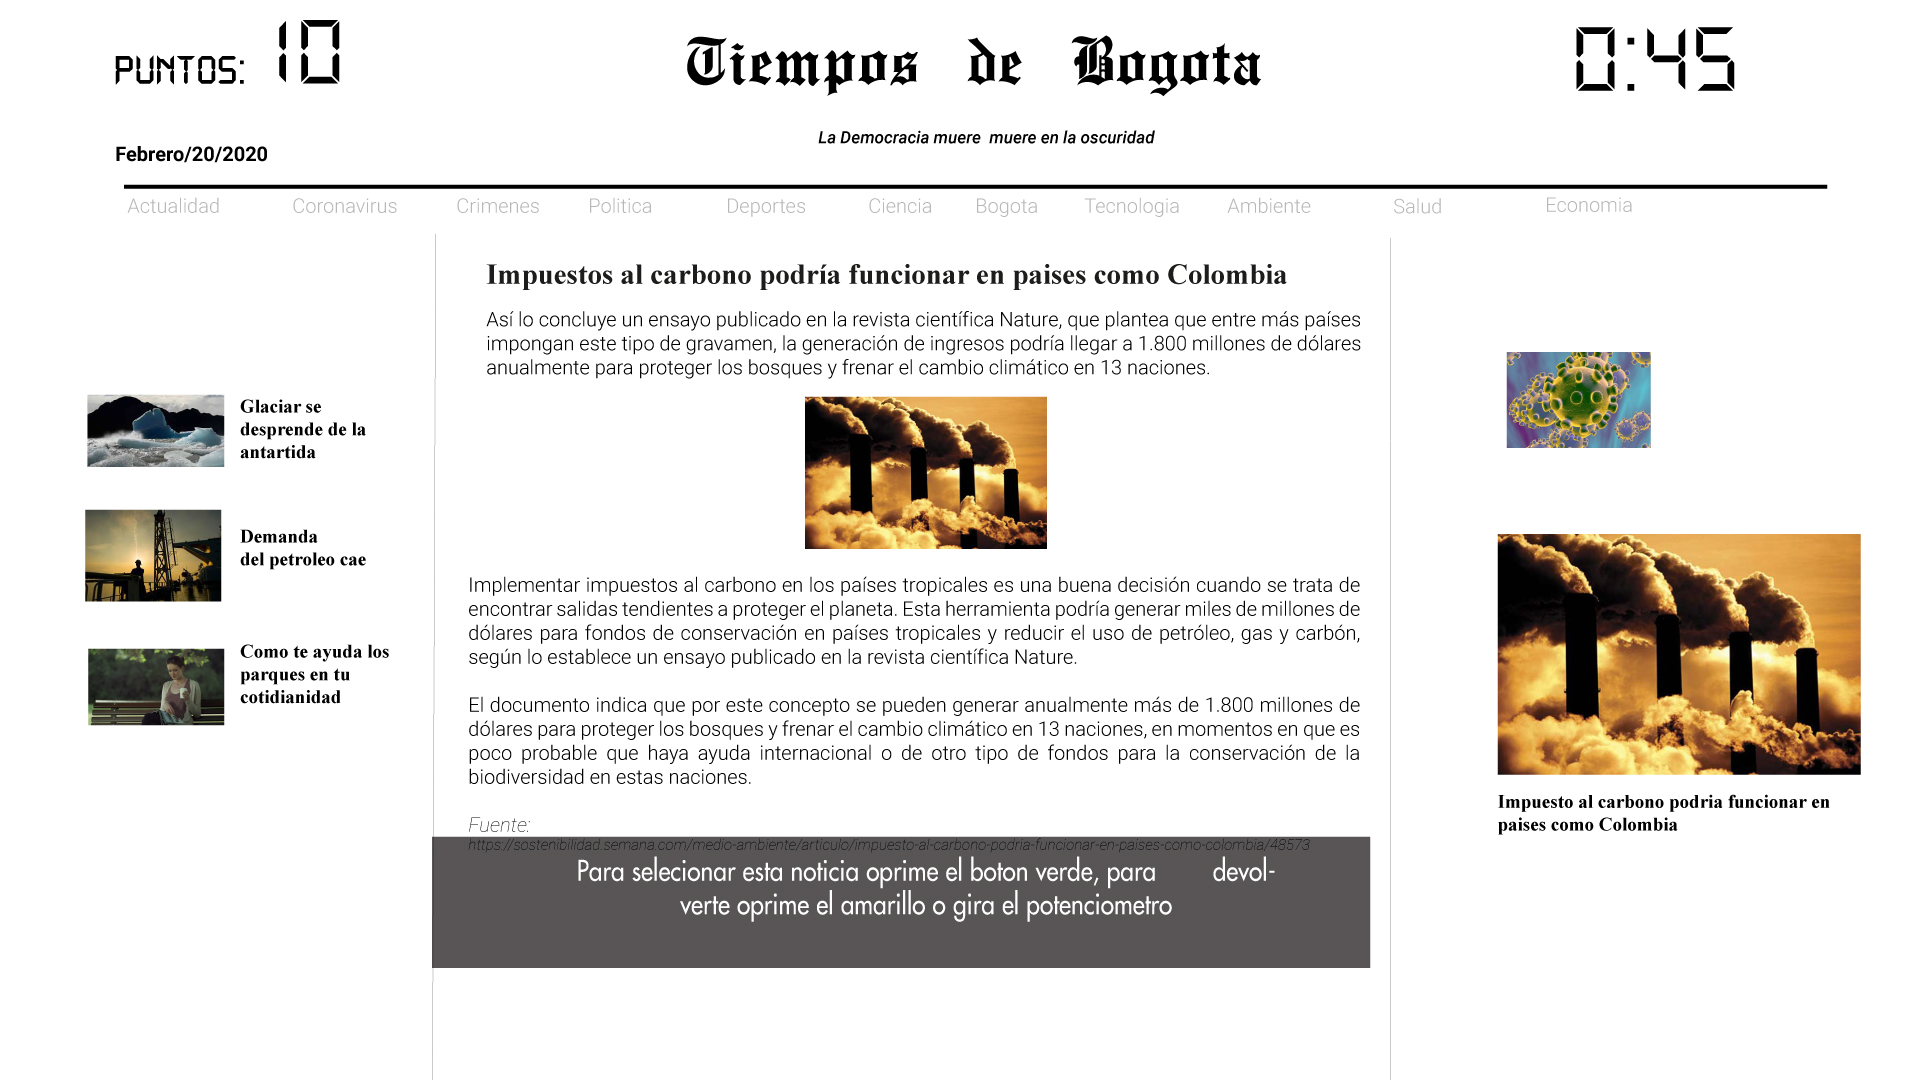 PUNTOS: 10
Tiempos de Bogota
0:45
La Democracia muere  muere en la oscuridad
Febrero/20/2020
Actualidad Coronavirus Crimenes Politica Deportes Ciencia Bogota Tecnologia Ambiente Salud Economia
Glaciar se
desprende de la
antartida
Demanda
del petroleo cae
Como te ayuda los
parques en tu
cotidianidad
Impuestos al carbono podría funcionar en paises como Colombia
Así lo concluye un ensayo publicado en la revista científica Nature, que plantea que entre más países
impongan este tipo de gravamen, la generación de ingresos podría llegar a 1.800 millones de dólares
anualmente para proteger los bosques y frenar el cambio climático en 13 naciones.
Implementar impuestos al carbono en los países tropicales es una buena decisión cuando se trata de
encontrar salidas tendientes a proteger el planeta. Esta herramienta podría generar miles de millones de
dólares para fondos de conservación en países tropicales y reducir el uso de petróleo, gas y carbón,
según lo establece un ensayo publicado en la revista científica Nature.
El documento indica que por este concepto se pueden generar anualmente más de 1.800 millones de
dólares para proteger los bosques y frenar el cambio climático en 13 naciones, en momentos en que es
poco probable que haya ayuda internacional o de otro tipo de fondos para la conservación de la
biodiversidad en estas naciones.
Fuente:
https://sostenibilidad.semana.com/medio-ambiente/articulo/impuesto-al-carbono-podria-funcionar-en-paises-como-colombia/48573
Para selecionar esta noticia oprime el boton verde, para devol-
verte oprime el amarillo o gira el potenciometro
Impuesto al carbono podria funcionar en
paises como Colombia